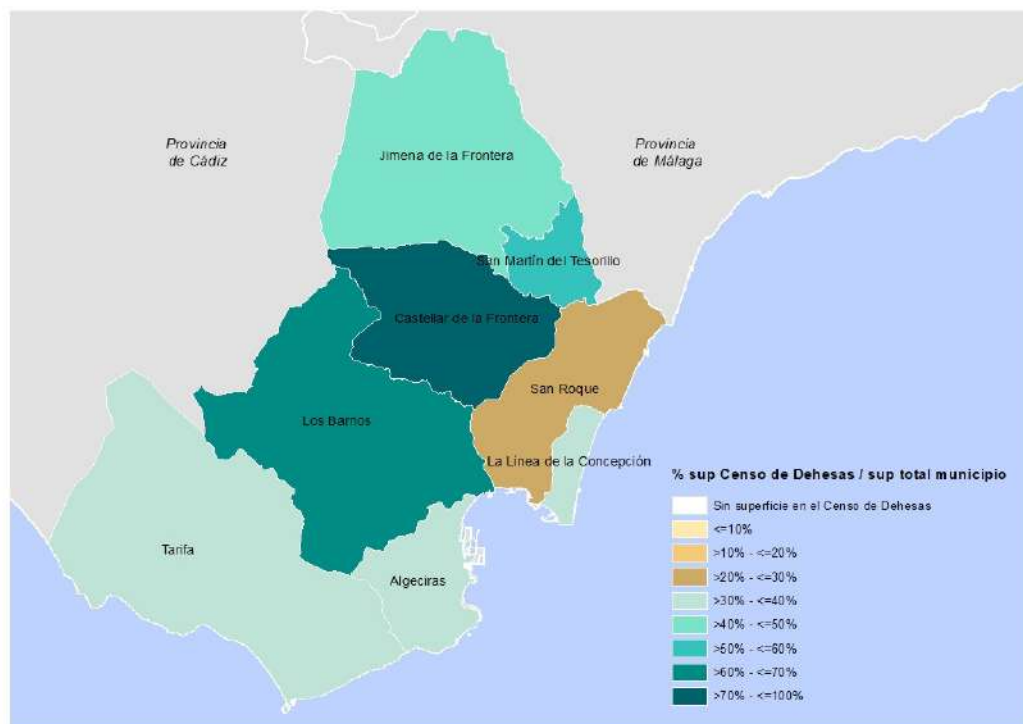 Provincia
de Cádiz
Jimena de la Frontera
Provincia
de Málaga
San Martín del Tesorillo
Castellar de la Frontera
San Roque
Los Barrios
La Línea de la Concepción
Tarifa
Algeciras
% sup Censo de Dehesas / sup total municipio
Sin superficie en el Censo de Dehesas
<=10%
>10% - <=20%
>20% - <=30%
>30% - <=40%
>40% - <=50%
>50% - <=60%
>60% - <=70%
>70% - <=100%